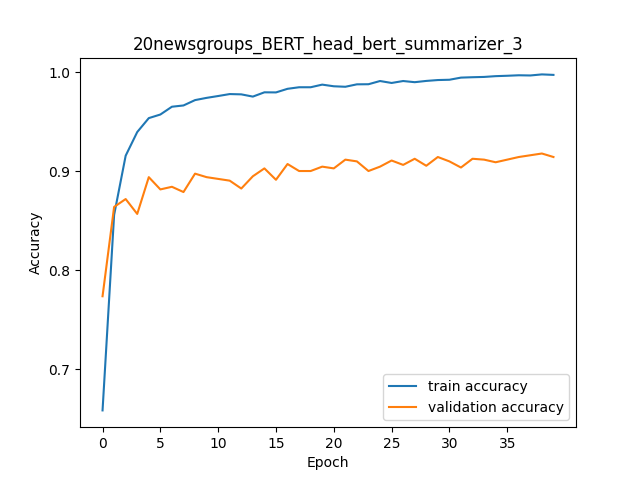 20newsgroups_BERT_head_bert_summarizer_3
1.0
0.9
0.8
0.7
Accuracy
train accuracy
validation accuracy
0 5 10 15 20 25 30 35
Epoch